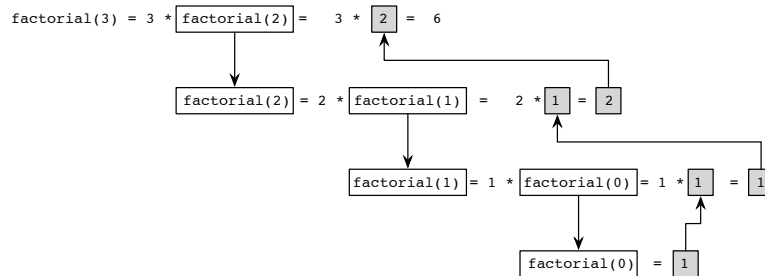 factorial(3) = 3 * factorial(2) = 3 * 2 = 6
factorial(2) = 2 * factorial(1) = 2 * 1 = 2
factorial(1) = 1 * factorial(0) = 1 * 1 = 1
factorial(0) = 1